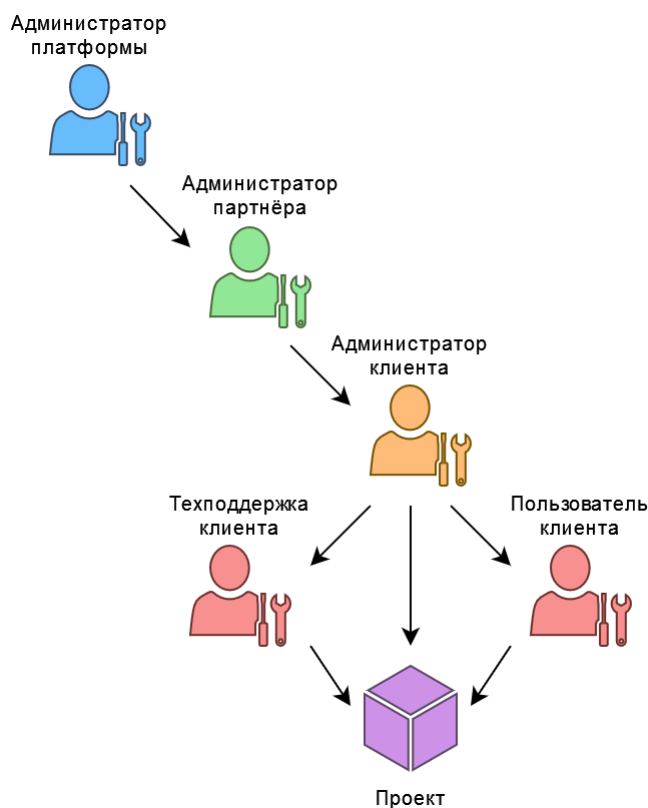 Администратор
платформы
Администратор
партнёра
Администратор
клиента
Техподдержка
клиента
Пользователь
клиента
Проект